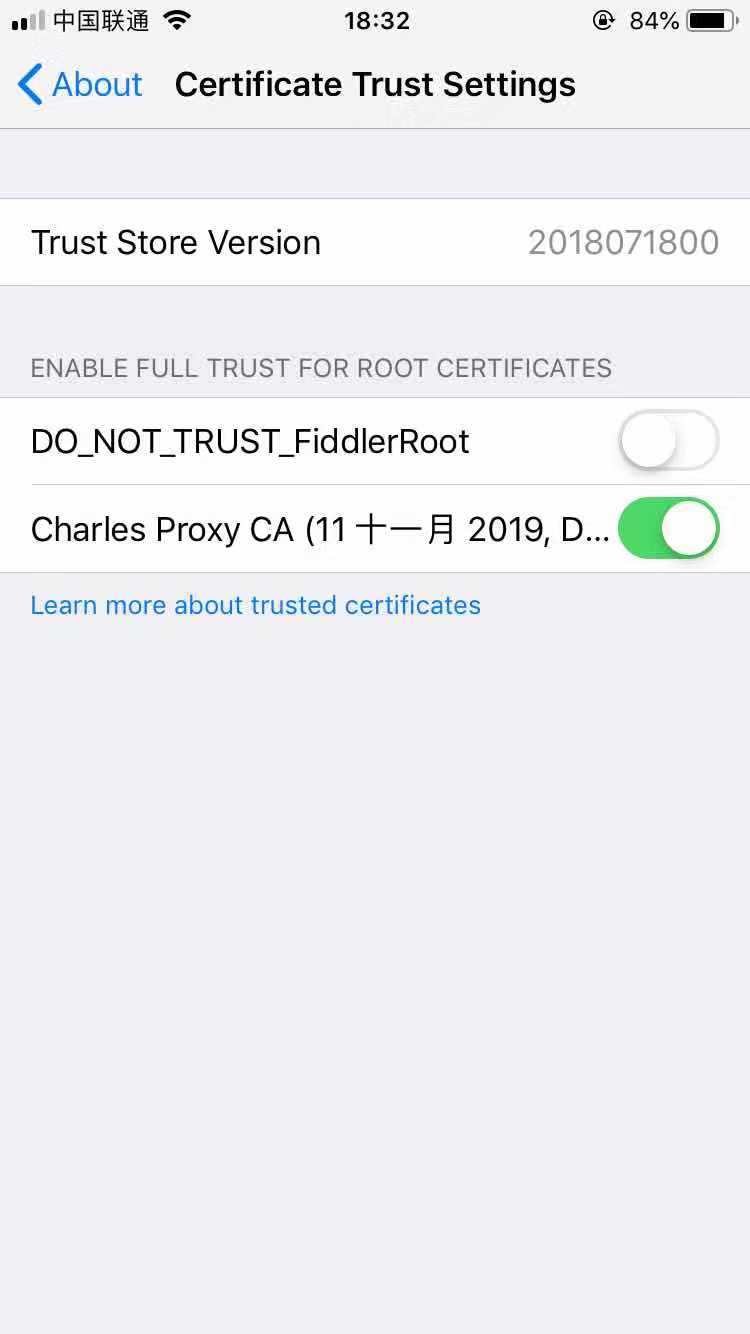 中国联通 18:32 84%
About Certificate Trust Settings
Trust Store Version 2018071800
ENABLE FULL TRUST FOR ROOT CERTIFICATES
DO_NOT_TRUST_FiddlerRoot
Charles Proxy CA (11 十一月 2019, D...
Learn more about trusted certificates